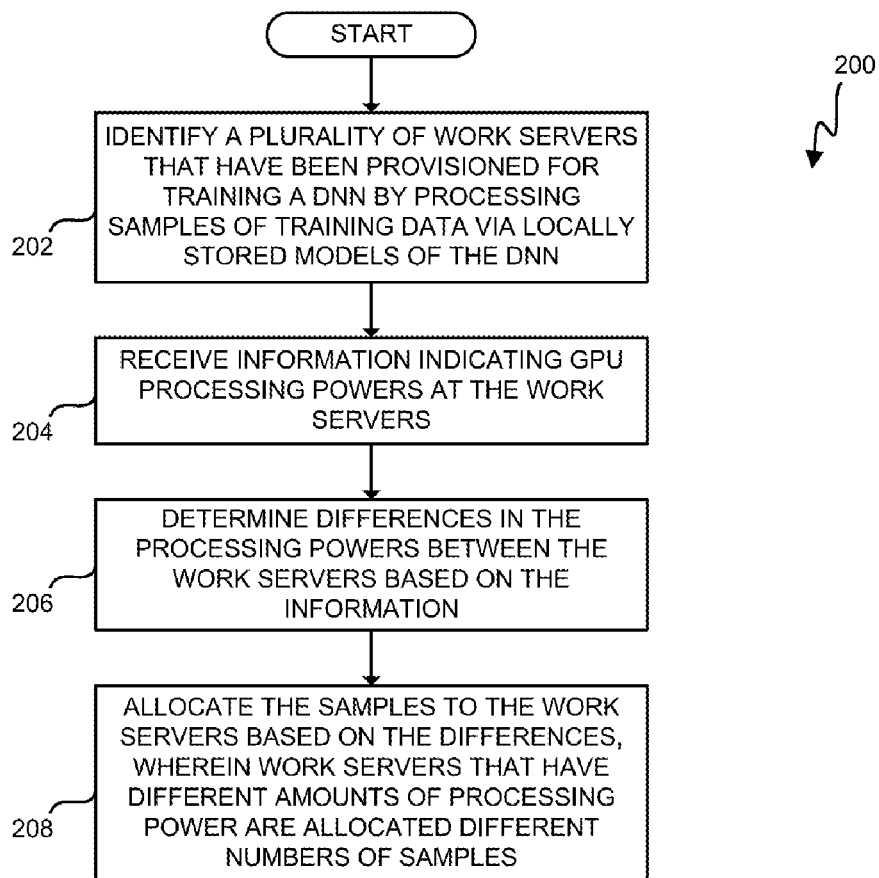 START
200
IDENTIFY A PLURALITY OF WORK SERVERS
THAT HAVE BEEN PROVISIONED FOR
TRAINING A DNN BY PROCESSING
SAMPLES OF TRAINING DATA VIA LOCALLY
STORED MODELS OF THE DNN
202
RECEIVE INFORMATION INDICATING GPU
PROCESSING POWERS AT THE WORK
SERVERS
204
DETERMINE DIFFERENCES IN THE
PROCESSING POWERS BETWEEN THE
WORK SERVERS BASED ON THE
INFORMATION
206
ALLOCATE THE SAMPLES TO THE WORK
SERVERS BASED ON THE DIFFERENCES,
WHEREIN WORK SERVERS THAT HAVE
DIFFERENT AMOUNTS OF PROCESSING
POWER ARE ALLOCATED DIFFERENT
NUMBERS OF SAMPLES
208